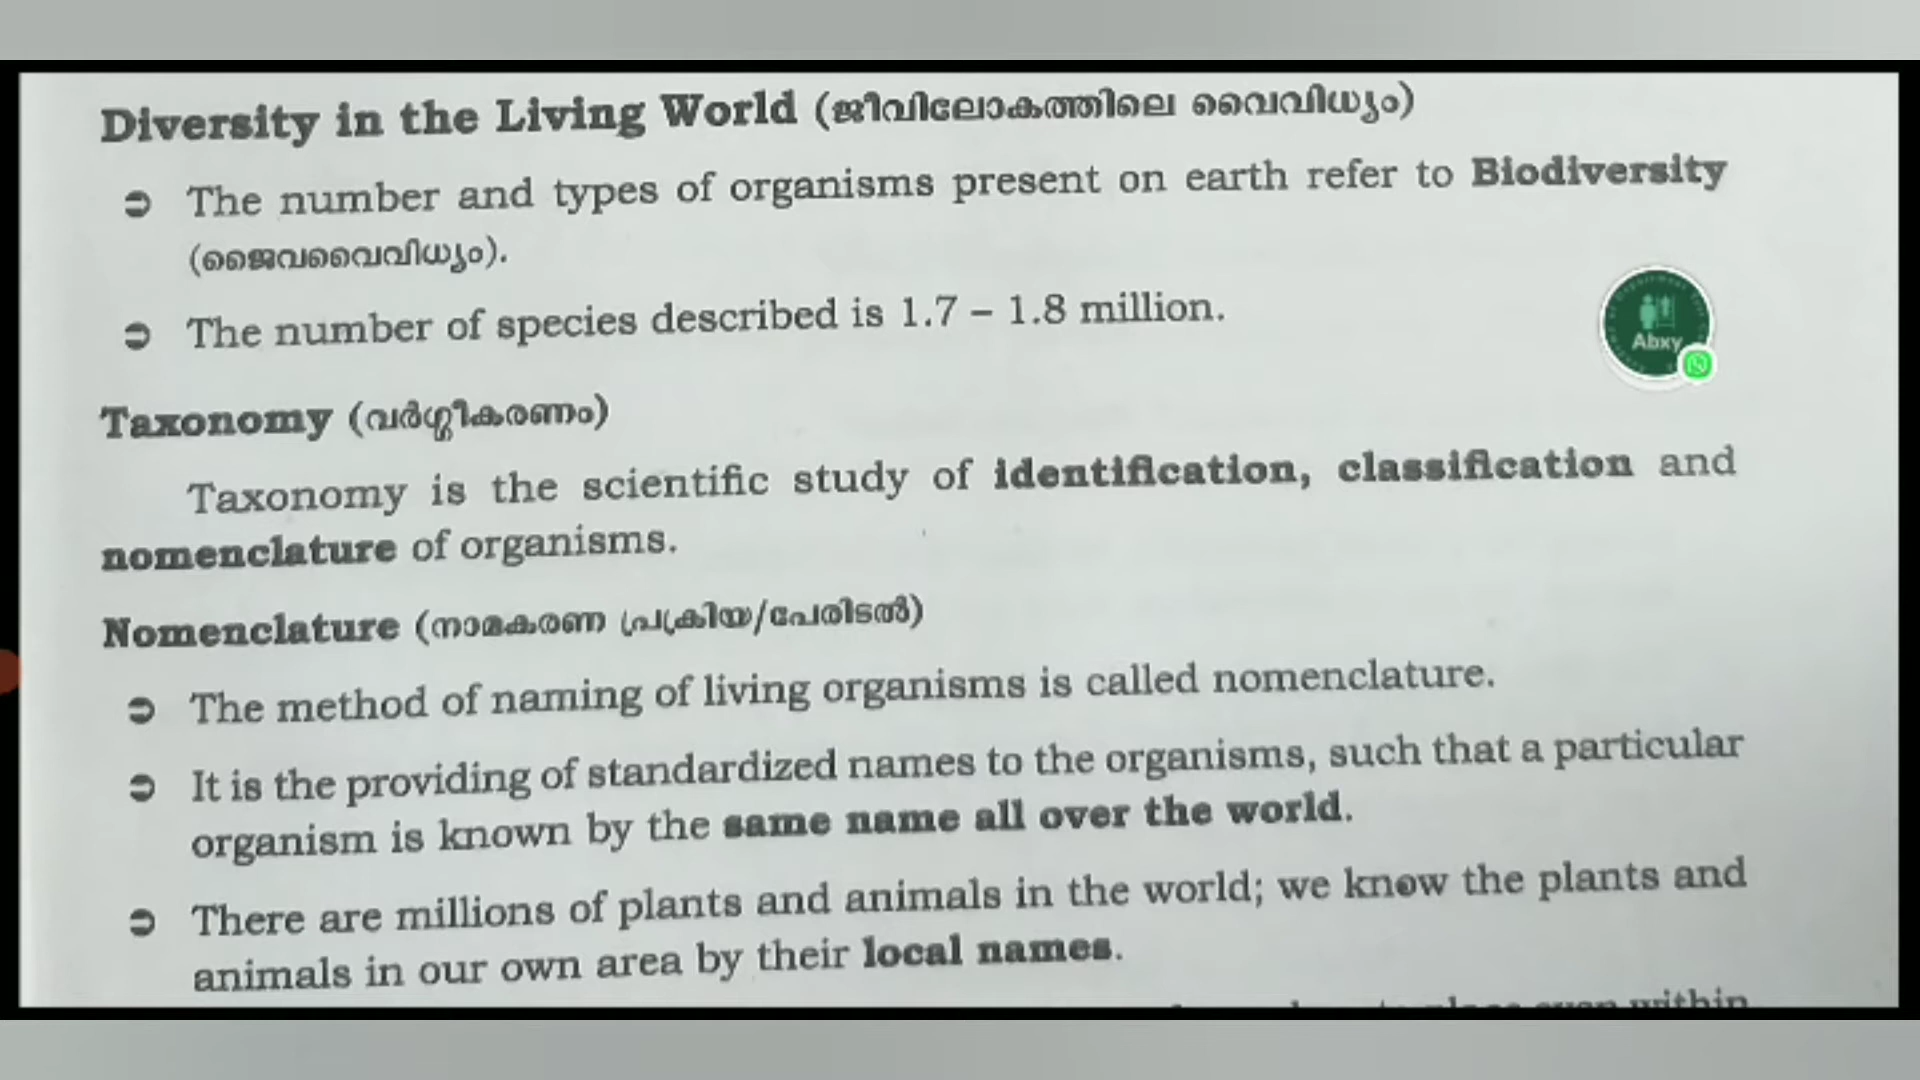 Diversity in the Living World (ജീവിലോകത്തിലെ വൈവിധ്യം)
➲ The number and types of organisms present on earth refer to Biodiversity
(ജൈവവൈവിധ്യം).
➲ The number of species described is 1.7 – 1.8 million.
Abxy
Taxonomy (വർഗ്ഗീകരണം)
Taxonomy is the scientific study of identification, classification and
nomenclature of organisms.
Nomenclature (നാമകരണ പ്രക്രിയ/പേരിടൽ)
➲ The method of naming of living organisms is called nomenclature.
➲ It is the providing of standardized names to the organisms, such that a particular
organism is known by the same name all over the world.
➲ There are millions of plants and animals in the world; we know the plants and
animals in our own area by their local names.
place even within